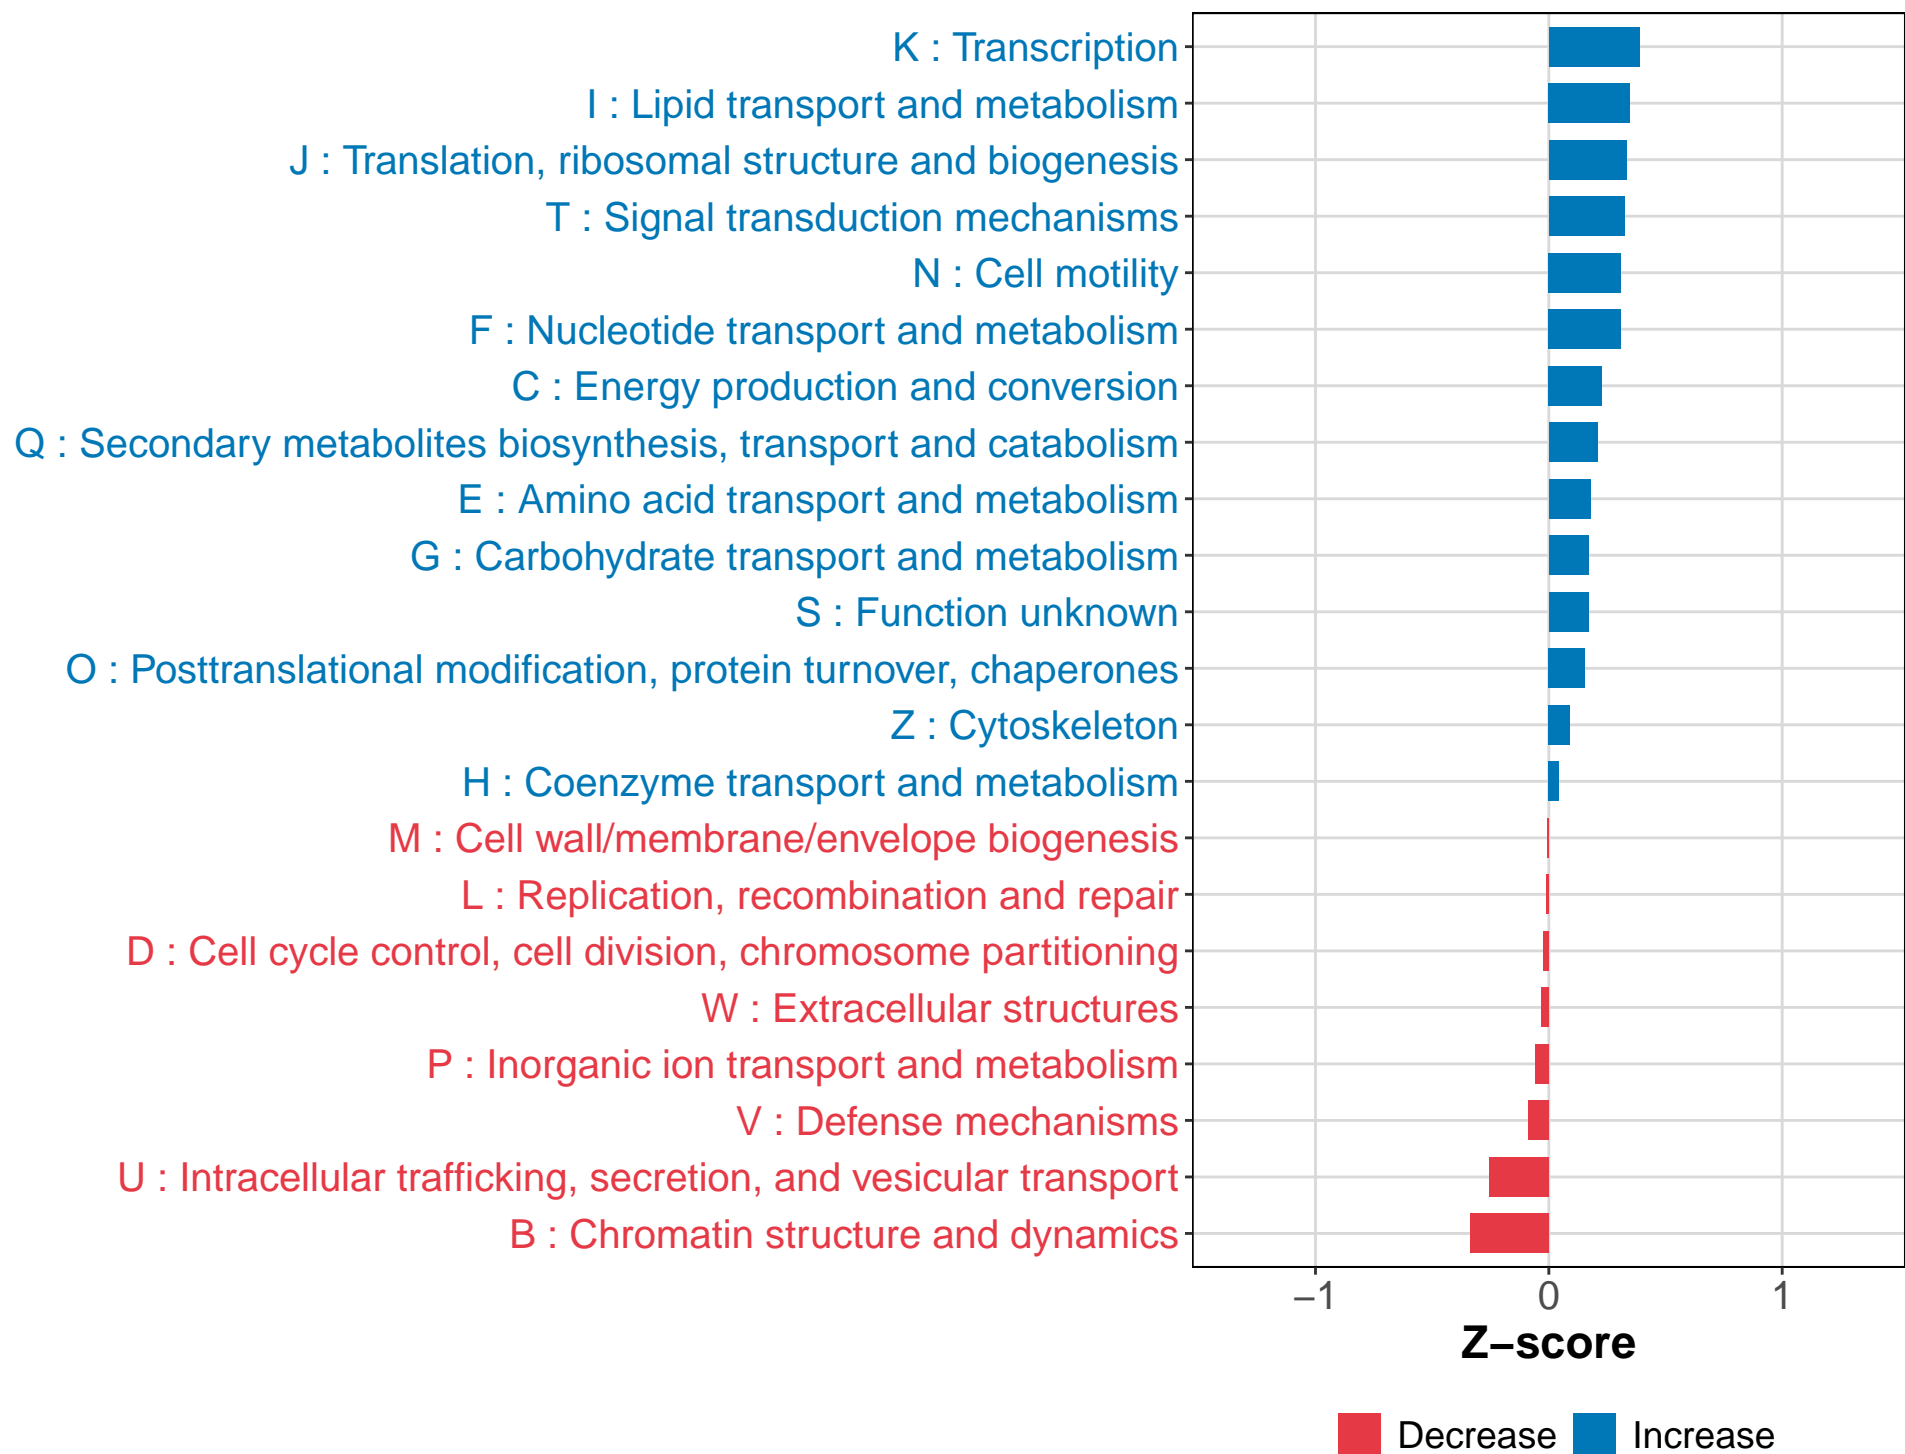 K : Transcription
I : Lipid transport and metabolism
J : Translation, ribosomal structure and biogenesis
T : Signal transduction mechanisms
N : Cell motility
F : Nucleotide transport and metabolism
C : Energy production and conversion
Q : Secondary metabolites biosynthesis, transport and catabolism
E : Amino acid transport and metabolism
G : Carbohydrate transport and metabolism
S : Function unknown
O : Posttranslational modification, protein turnover, chaperones
Z : Cytoskeleton
H : Coenzyme transport and metabolism
M : Cell wall/membrane/envelope biogenesis
L : Replication, recombination and repair
D : Cell cycle control, cell division, chromosome partitioning
W : Extracellular structures
P : Inorganic ion transport and metabolism
V : Defense mechanisms
U : Intracellular trafficking, secretion, and vesicular transport
B : Chromatin structure and dynamics
−1 0 1
Z−score
Decrease Increase